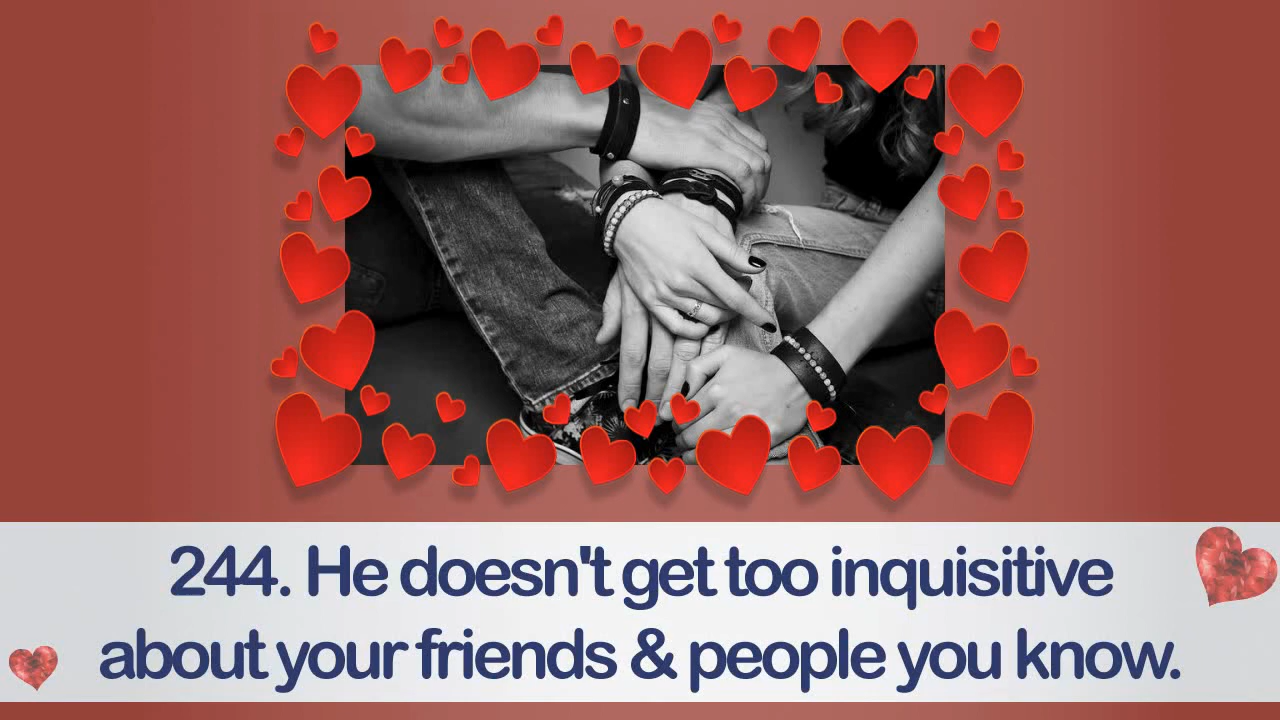 244. He doesn't get too inquisitive
about your friends & people you know.